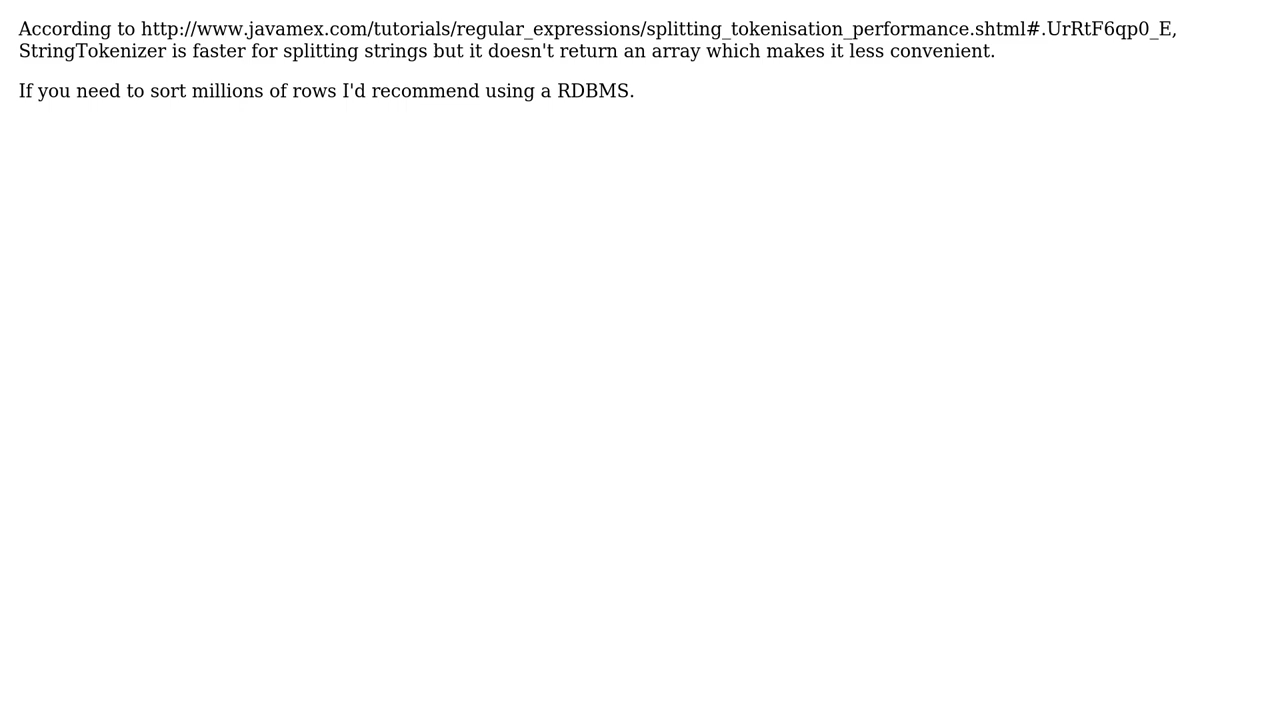 According to http://www.javamex.com/tutorials/regular_expressions/splitting_tokenisation_performance.shtml#.UrRtF6qp0_E,
StringTokenizer is faster for splitting strings but it doesn't return an array which makes it less convenient.
If you need to sort millions of rows I'd recommend using a RDBMS.